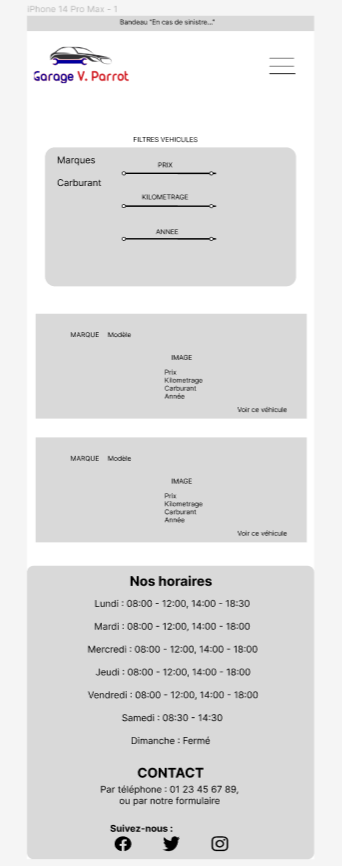 iPhone 14 Pro Max - 1
Bandeau "En cas de sinistre..."
Garage V. Parrot
FILTRES VEHICULES
Marques
PRIX
Carburant
KILOMETRAGE
ANNEE
MARQUE Modèle
IMAGE
Prix
Kilometrage
Carburant
Année
Voir ce véhicule
MARQUE Modèle
IMAGE
Prix
Kilometrage
Carburant
Année
Voir ce véhicule
Nos horaires
Lundi : 08:00 - 12:00, 14:00 - 18:30
Mardi : 08:00 - 12:00, 14:00 - 18:00
Mercredi : 08:00 - 12:00, 14:00 - 18:00
Jeudi : 08:00 - 12:00, 14:00 - 18:00
Vendredi : 08:00 - 12:00, 14:00 - 18:00
Samedi : 08:30 - 14:30
Dimanche : Fermé
CONTACT
Par téléphone : 01 23 45 67 89,
ou par notre formulaire
Suivez-nous :